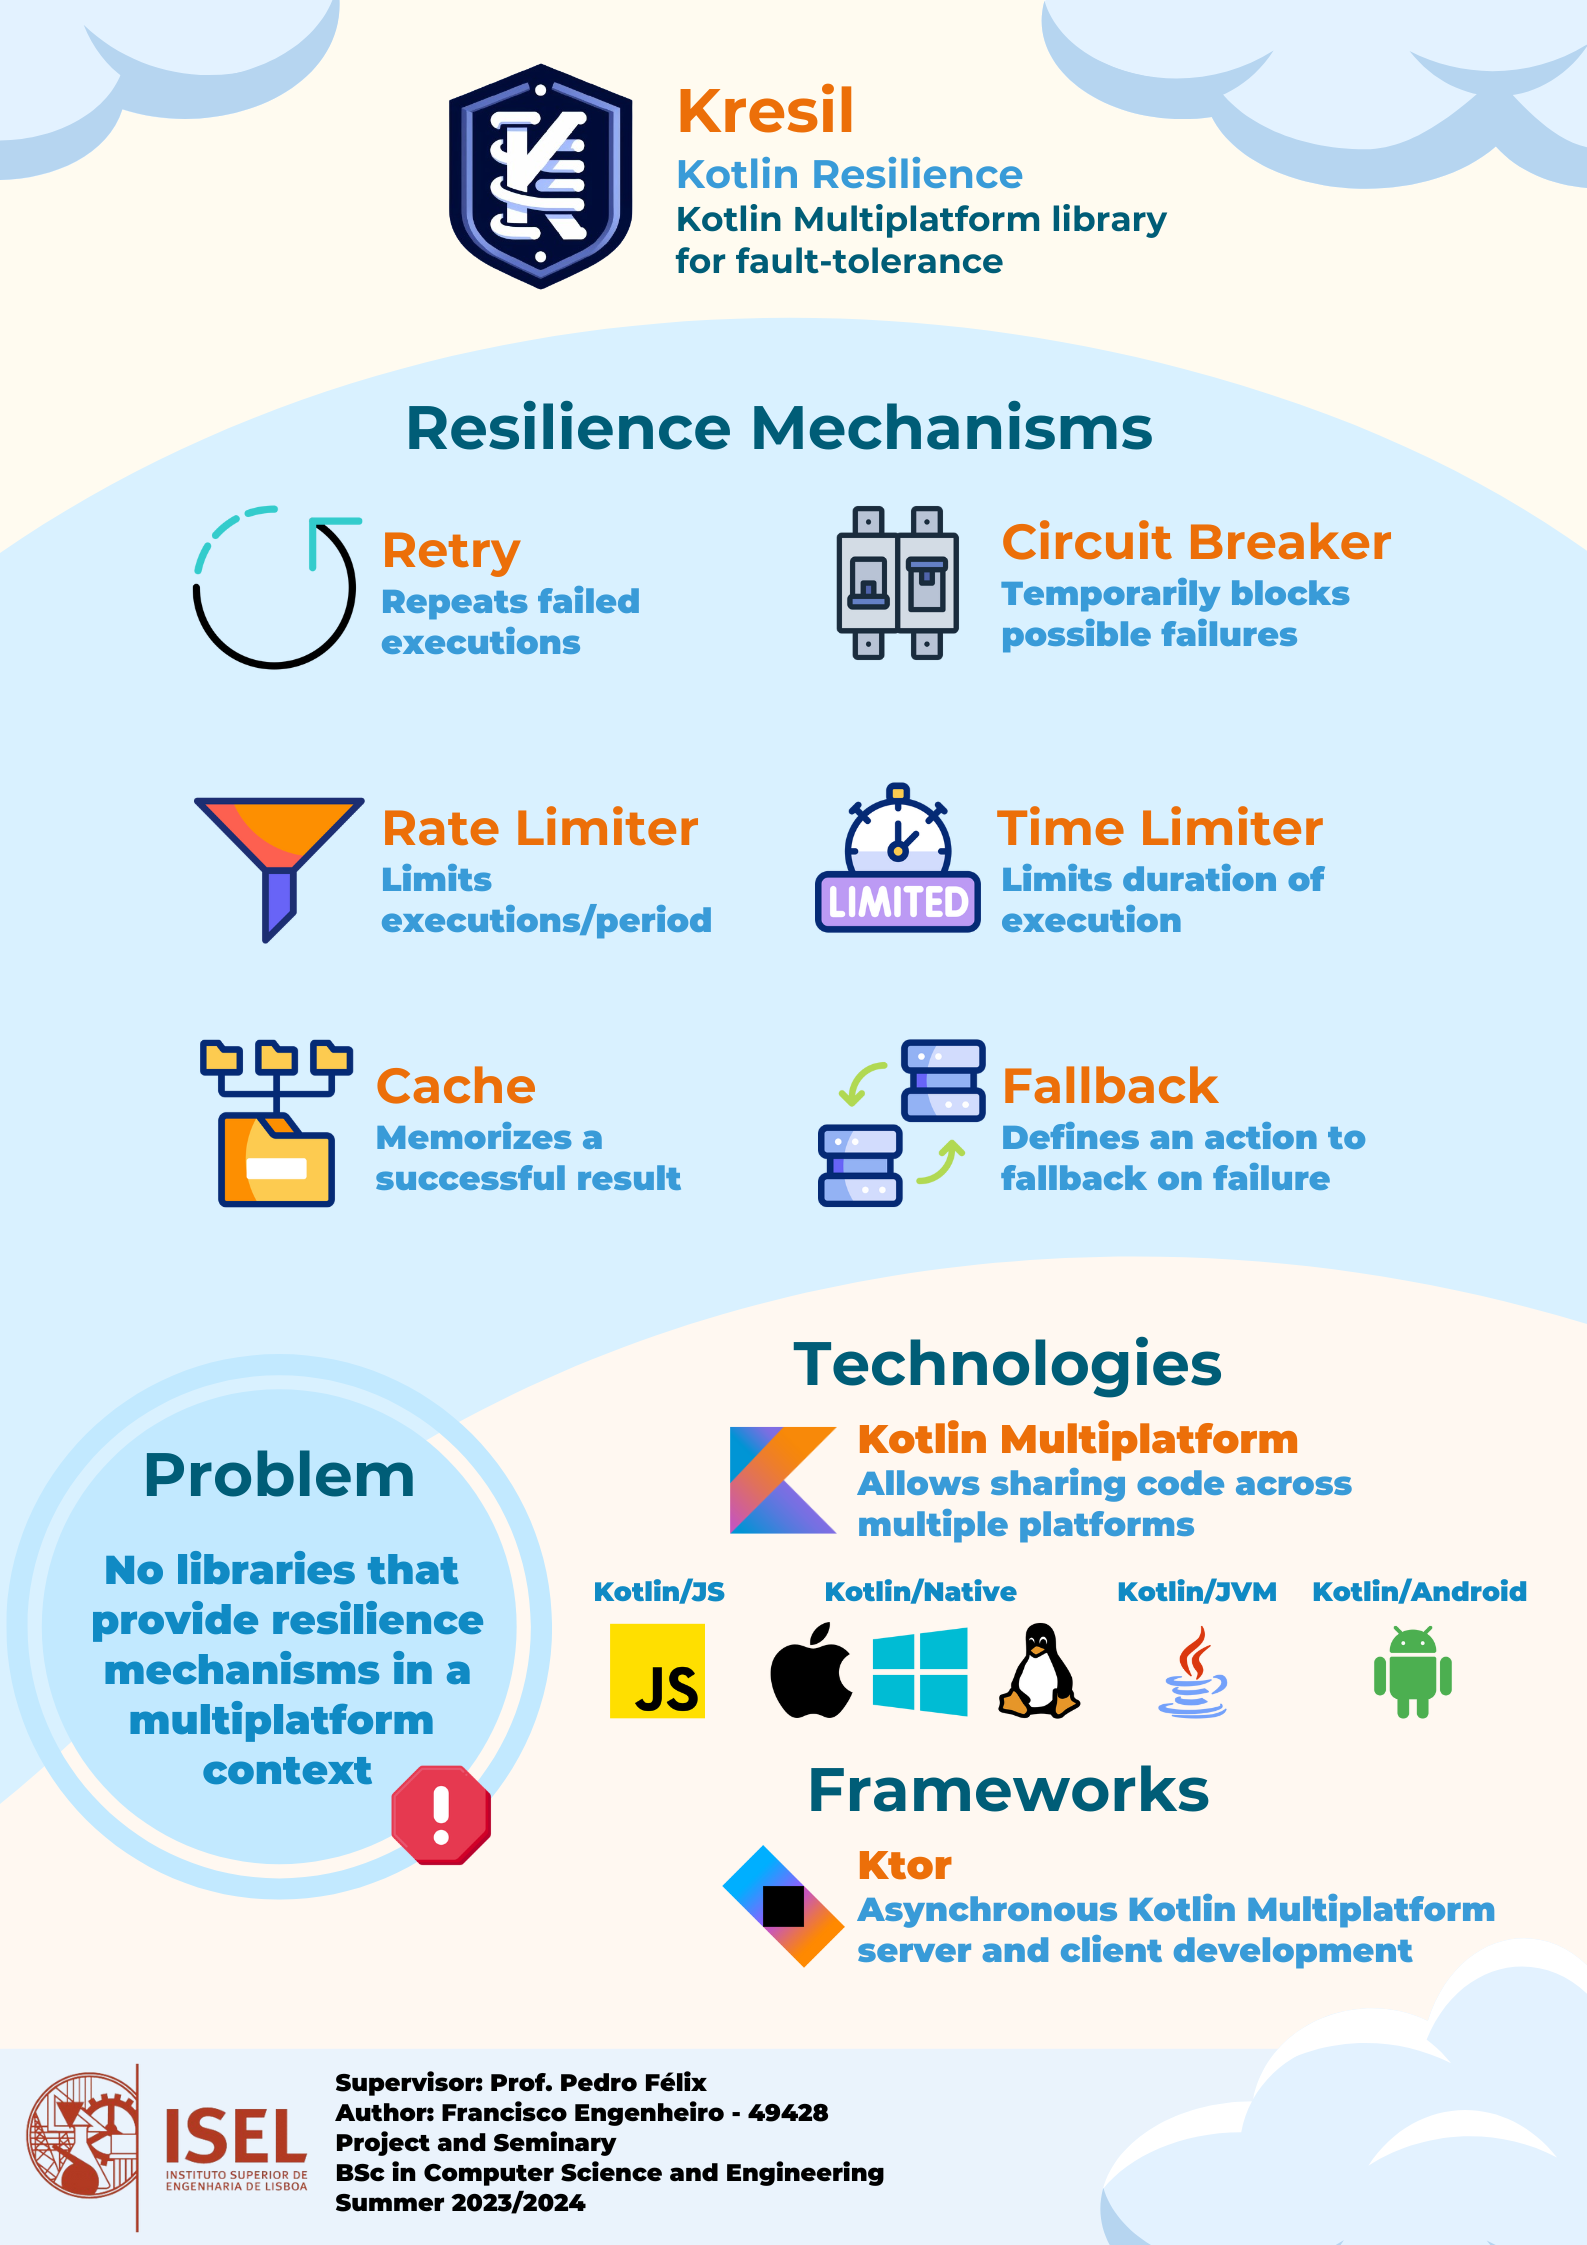 Kresil
Kotlin Resilience
Kotlin Multiplatform library
for fault-tolerance
Resilience Mechanisms
Retry
Repeats failed
executions
Circuit Breaker
Temporarily blocks
possible failures
Rate Limiter
Limits
executions/period
LIMITED
Time Limiter
Limits duration of
execution
Cache
Memorizes a
successful result
Fallback
Defines an action to
fallback on failure
Problem
No libraries that
provide resilience
mechanisms in a
multiplatform
context
Technologies
Kotlin Multiplatform
Allows sharing code across
multiple platforms
Kotlin/JS
Kotlin/Native
Kotlin/JVM
Kotlin/Android
JS
Frameworks
Ktor
Asynchronous Kotlin Multiplatform
server and client development
ISEL
INSTITUTO SUPERIOR DE
ENGENHARIA DE LISBOA
Supervisor: Prof. Pedro Félix
Author: Francisco Engenheiro - 49428
Project and Seminary
BSc in Computer Science and Engineering
Summer 2023/2024